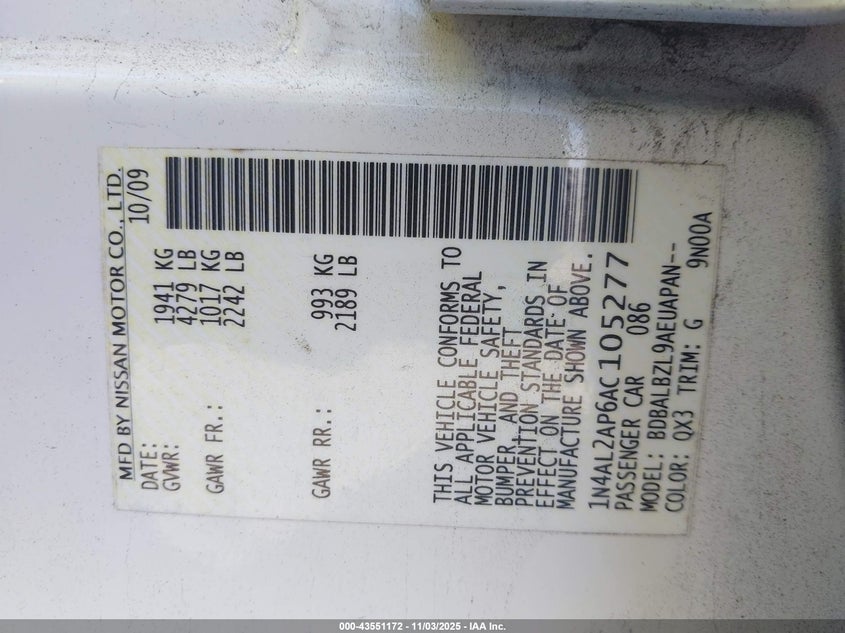 MFD BY NISSAN MOTOR CO., LTD.
DATE: 10/09
GVWR: 1941 KG
4279 LB
GAWR FR.: 1017 KG
2242 LB
GAWR RR.: 993 KG
2189 LB
THIS VEHICLE CONFORMS TO
ALL APPLICABLE FEDERAL
MOTOR VEHICLE SAFETY,
BUMPER, AND THEFT
PREVENTION STANDARDS IN
EFFECT ON THE DATE OF
MANUFACTURE SHOWN ABOVE.
1N4AL2AP6AC105277
PASSENGER CAR 086
MODEL: BDBALBZL9AEUAPAN--
COLOR: QX3 TRIM: G 9N00A
000-43551172 - 11/03/2025 - IAA Inc.